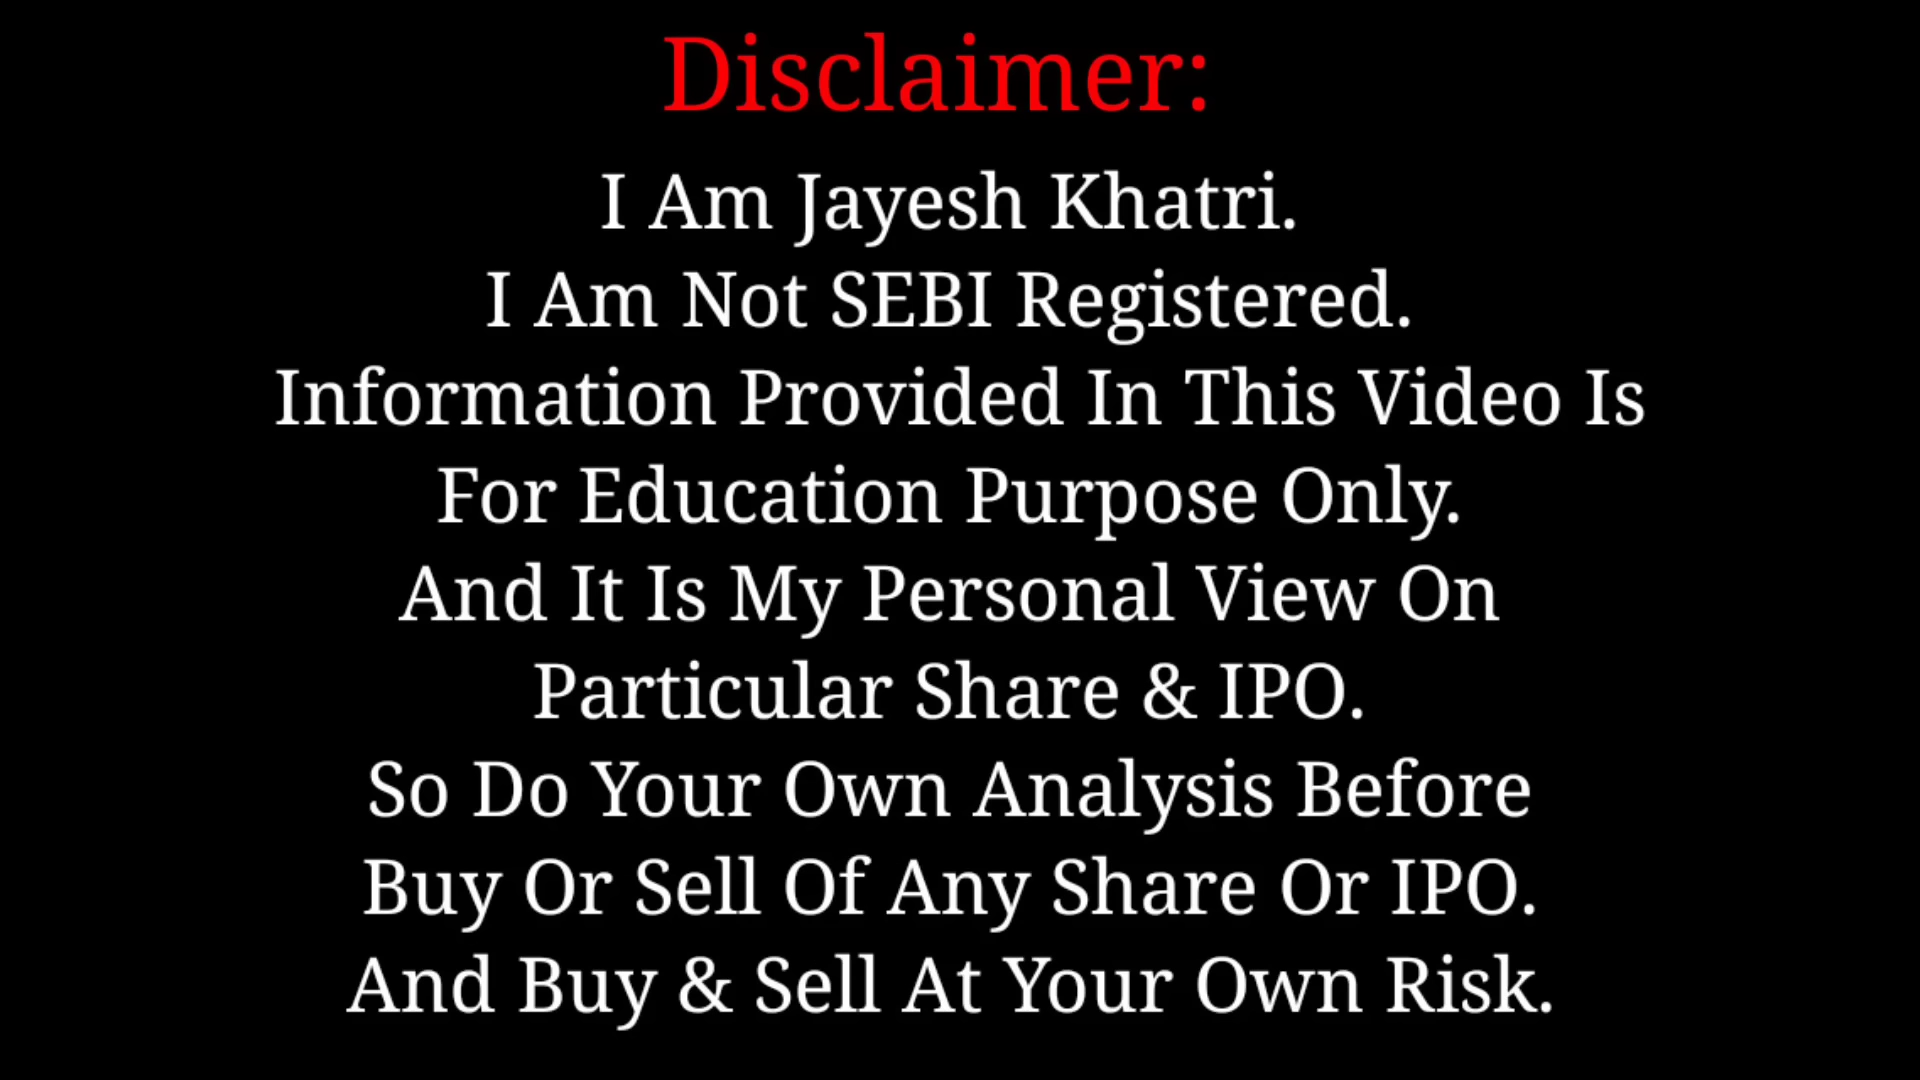 Disclaimer:
I Am Jayesh Khatri.
I Am Not SEBI Registered.
Information Provided In This Video Is
For Education Purpose Only.
And It Is My Personal View On
Particular Share & IPO.
So Do Your Own Analysis Before
Buy Or Sell Of Any Share Or IPO.
And Buy & Sell At Your Own Risk.